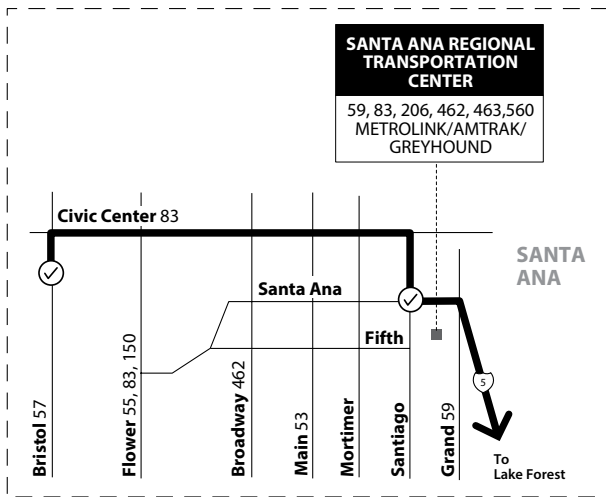 SANTA ANA REGIONAL
TRANSPORTATION
CENTER
59, 83, 206, 462, 463,560
METROLINK/AMTRAK/
GREYHOUND
Civic Center 83
SANTA
ANA
Santa Ana
Fifth
Bristol 57
Flower 55, 83, 150
Broadway 462
Main 53
Mortimer
Santiago
Grand 59
5
To
Lake Forest